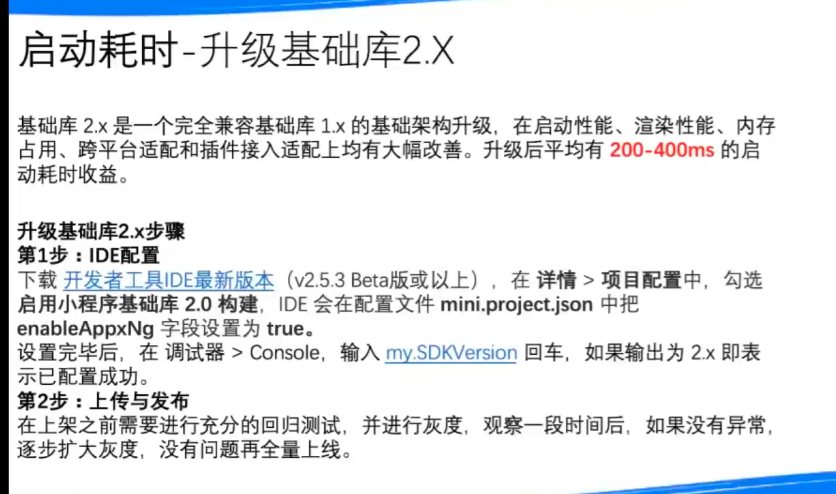 启动耗时-升级基础库2.X
基础库 2.x 是一个完全兼容基础库 1.x 的基础架构升级，在启动性能、渲染性能、内存
占用、跨平台适配和插件接入适配上均有大幅改善。升级后平均有 200-400ms 的启
动耗时收益。
升级基础库2.x步骤
第1步：IDE配置
下载 开发者工具IDE最新版本（v2.5.3 Beta版或以上），在 详情 > 项目配置中，勾选
启用小程序基础库 2.0 构建，IDE 会在配置文件 mini.project.json 中把
enableAppxNg 字段设置为 true。
设置完毕后，在 调试器 > Console，输入 my.SDKVersion 回车，如果输出为 2.x 即表
示已配置成功。
第2步：上传与发布
在上架之前需要进行充分的回归测试，并进行灰度，观察一段时间后，如果没有异常，
逐步扩大灰度，没有问题再全量上线。